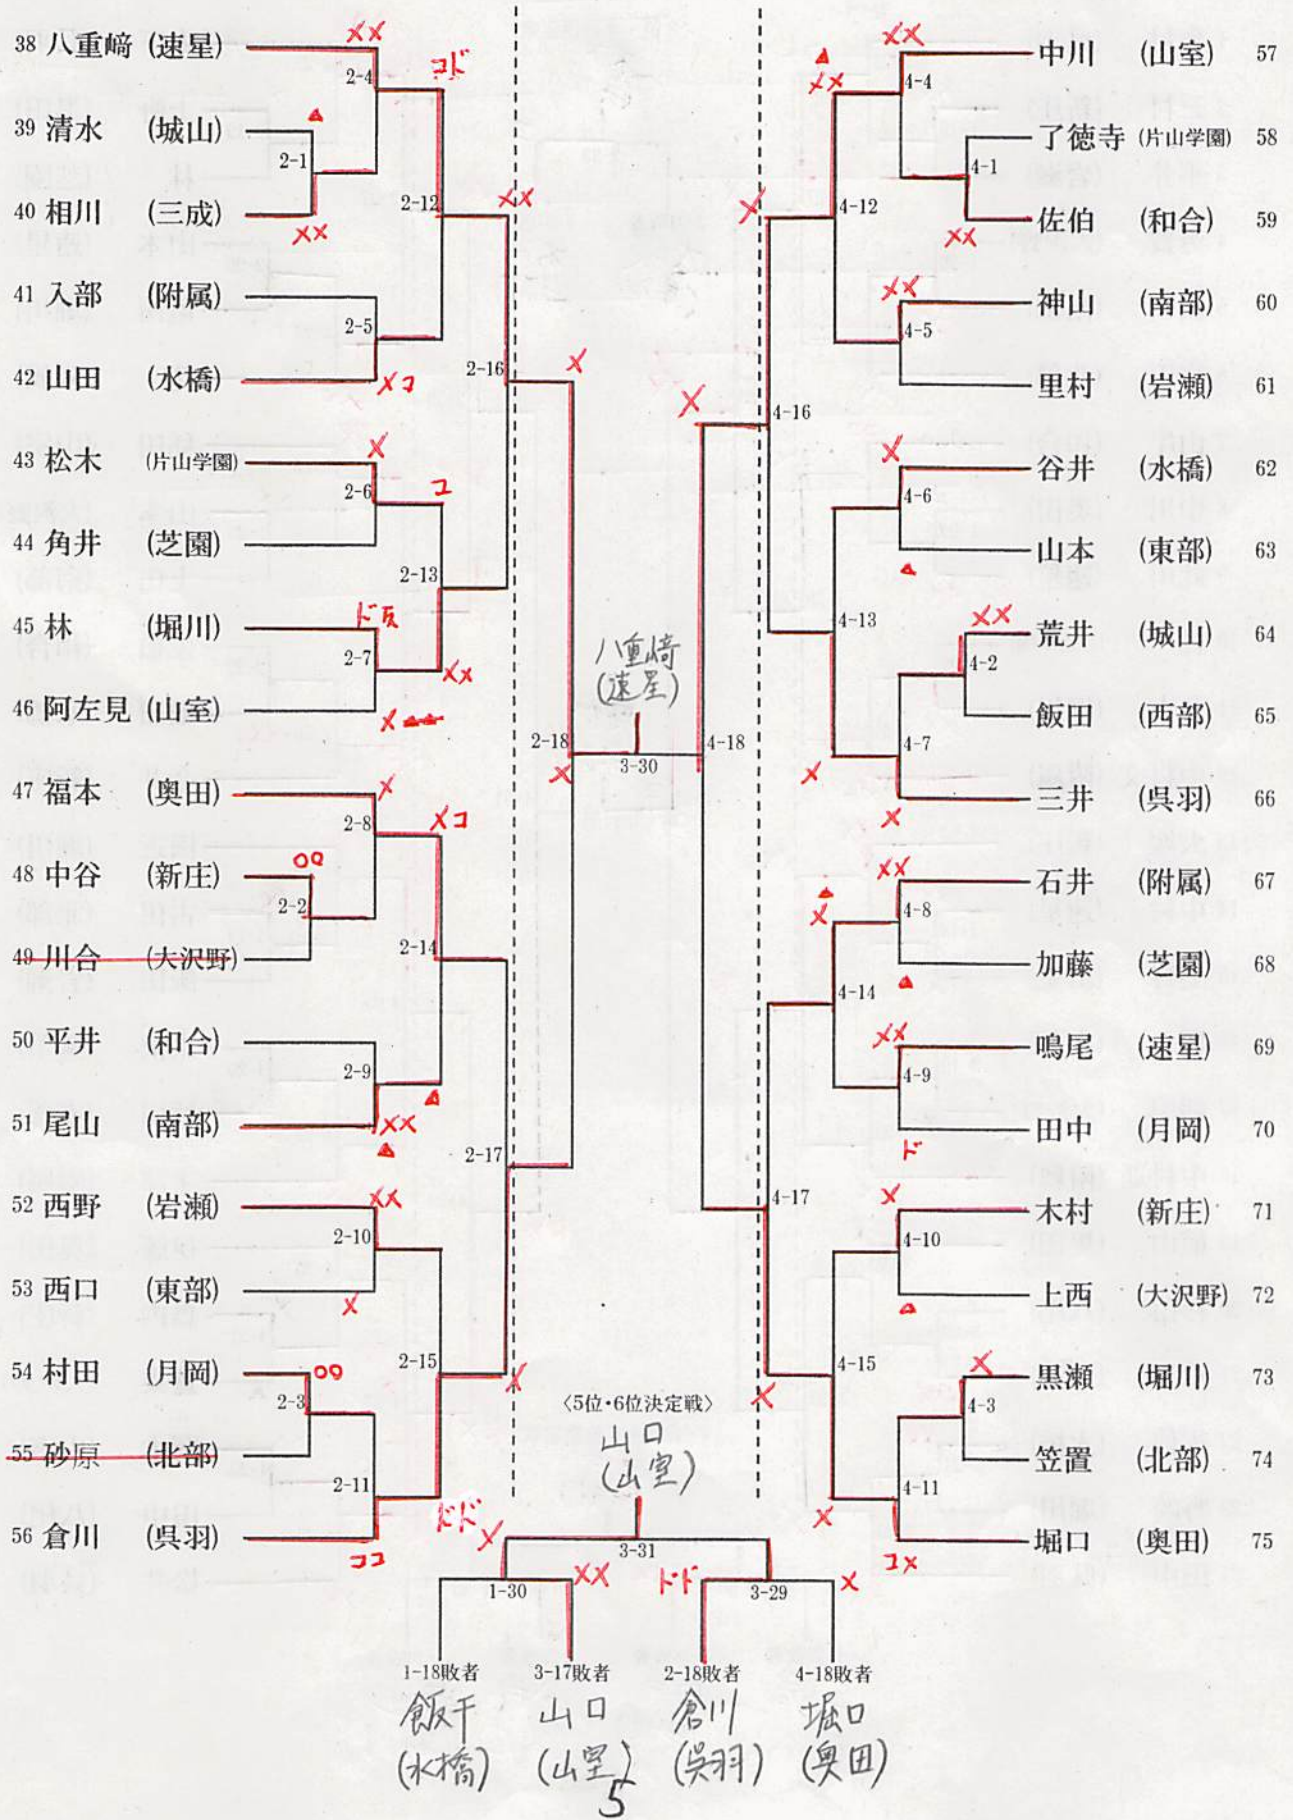 38 八重﨑 (速星)
39 清水 (城山)
40 相川 (三成)
41 入部 (附属)
42 山田 (水橋)
43 松木 (片山学園)
44 角井 (芝園)
45 林 (堀川)
46 阿左見 (山室)
47 福本 (奥田)
48 中谷 (新庄)
49 川合 (大沢野)
50 平井 (和合)
51 尾山 (南部)
52 西野 (岩瀬)
53 西口 (東部)
54 村田 (月岡)
55 砂原 (北部)
56 倉川 (呉羽)
2-4
2-1
2-12
2-5
2-16
2-6
2-13
2-7
2-18
2-8
2-2
2-14
2-9
2-17
2-10
2-15
2-3
2-11
××
コド
××
××
×コ
×
コ
ド反
××
×
×
×
×コ
○○
××
××
×
○○
×
ドド
ココ
×
八重﨑
(速星)
3-30
中川 (山室) 57
了徳寺 (片山学園) 58
佐伯 (和合) 59
神山 (南部) 60
里村 (岩瀬) 61
谷井 (水橋) 62
山本 (東部) 63
荒井 (城山) 64
飯田 (西部) 65
三井 (呉羽) 66
石井 (附属) 67
加藤 (芝園) 68
鳴尾 (速星) 69
田中 (月岡) 70
木村 (新庄) 71
上西 (大沢野) 72
黒瀬 (堀川) 73
笠置 (北部) 74
堀口 (奥田) 75
4-4
4-1
4-12
4-5
4-16
4-6
4-13
4-2
4-7
4-18
4-8
4-14
4-9
4-17
4-10
4-15
4-3
4-11
××
××
×
××
××
×
×
××
×
×
××
×
××
ド
×
×
×
×
コ×
〈5位・6位決定戦〉
山口
(山室)
3-31
1-30
××
ドド
3-29
×
1-18敗者 3-17敗者 2-18敗者 4-18敗者
飯干 山口 倉川 堀口
(水橋) (山室) (呉羽) (奥田)
5